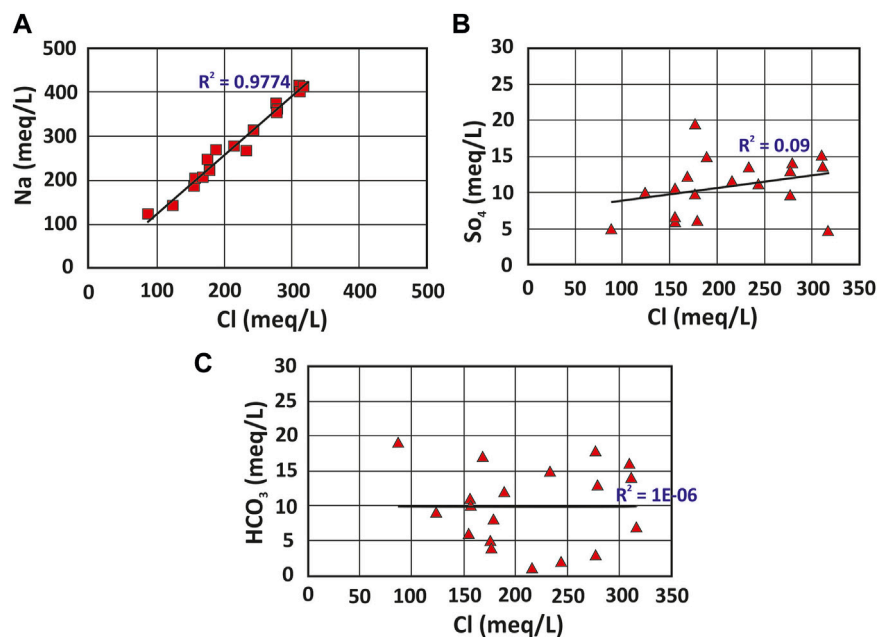 A
500
400
300
200
100
0
Na (meq/L)
R² = 0.9774
0 100 200 300 400 500
Cl (meq/L)
B
30
25
20
15
10
5
0
So₄ (meq/L)
R² = 0.09
0 50 100 150 200 250 300 350
Cl (meq/L)
C
30
25
20
15
10
5
0
HCO₃ (meq/L)
R² = 1E-06
0 50 100 150 200 250 300 350
Cl (meq/L)